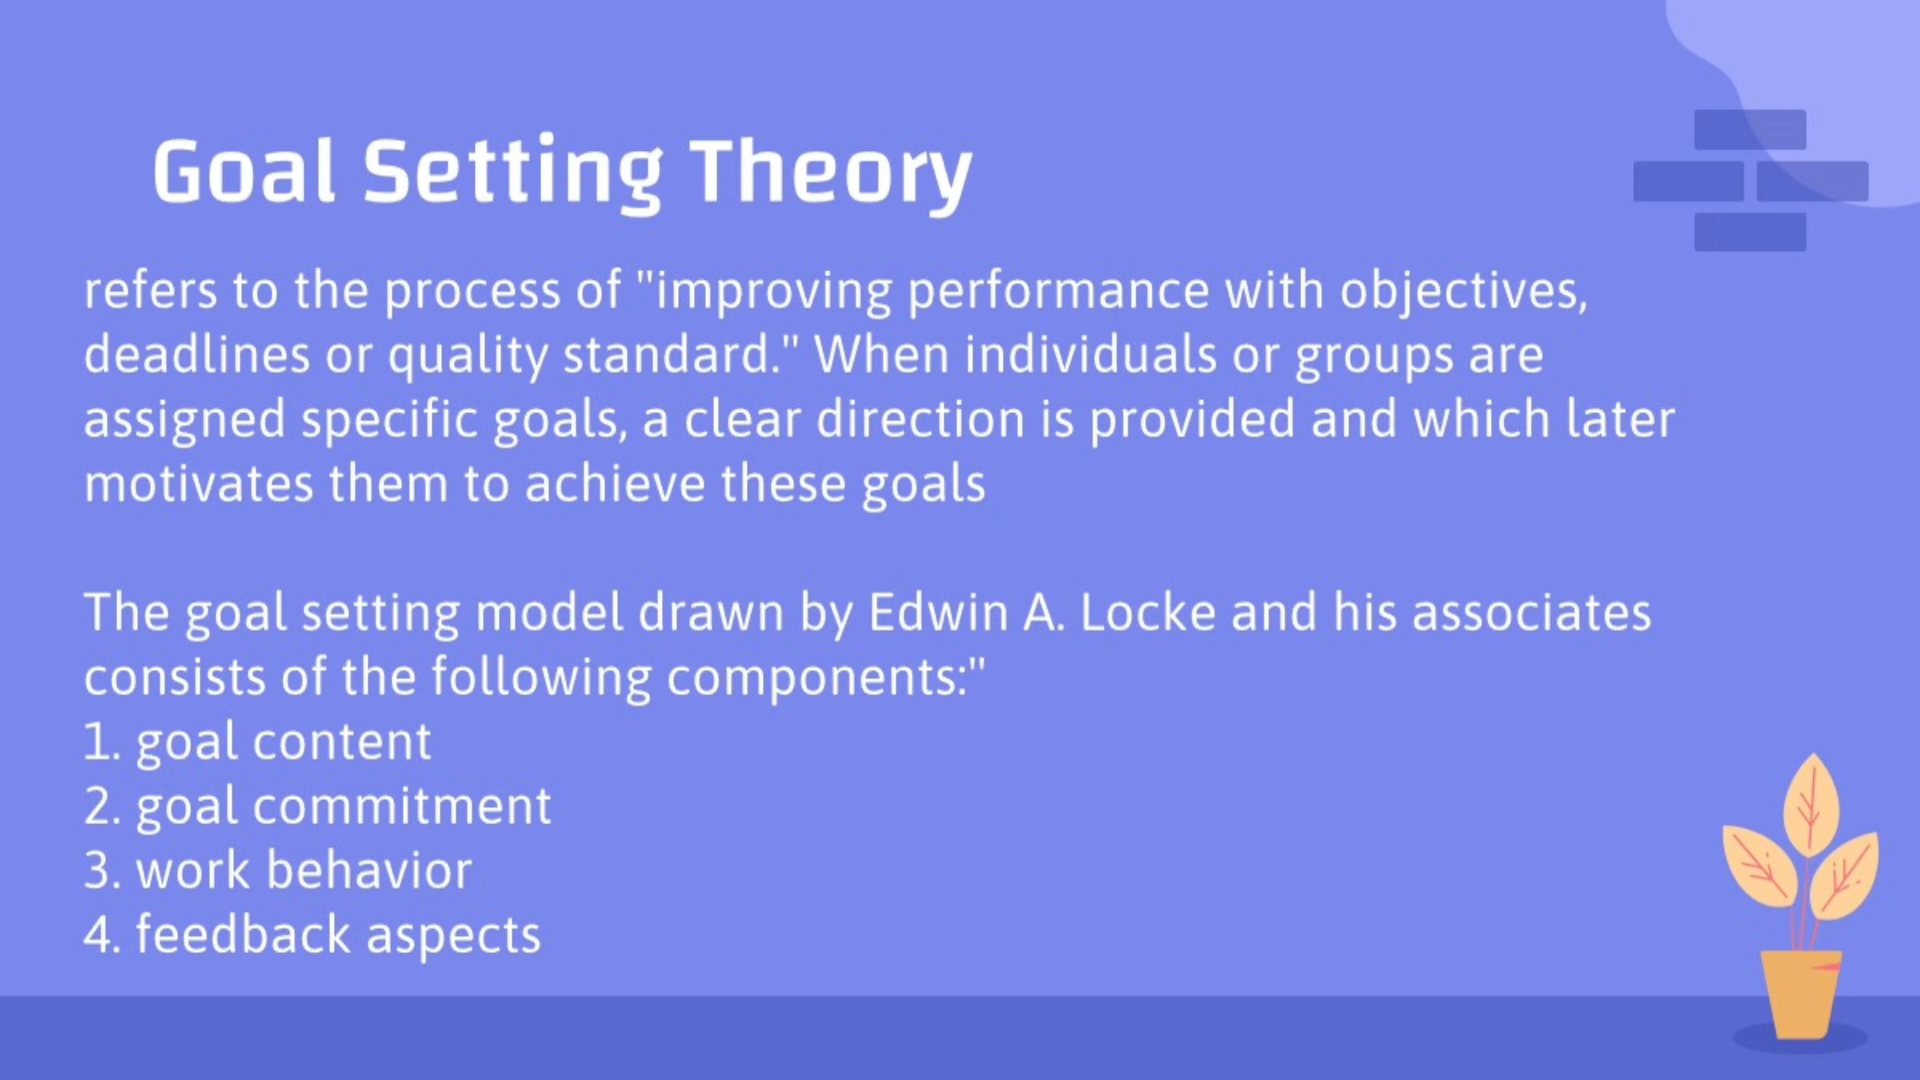 Goal Setting Theory
refers to the process of "improving performance with objectives,
deadlines or quality standard." When individuals or groups are
assigned specific goals, a clear direction is provided and which later
motivates them to achieve these goals
The goal setting model drawn by Edwin A. Locke and his associates
consists of the following components:"
1. goal content
2. goal commitment
3. work behavior
4. feedback aspects